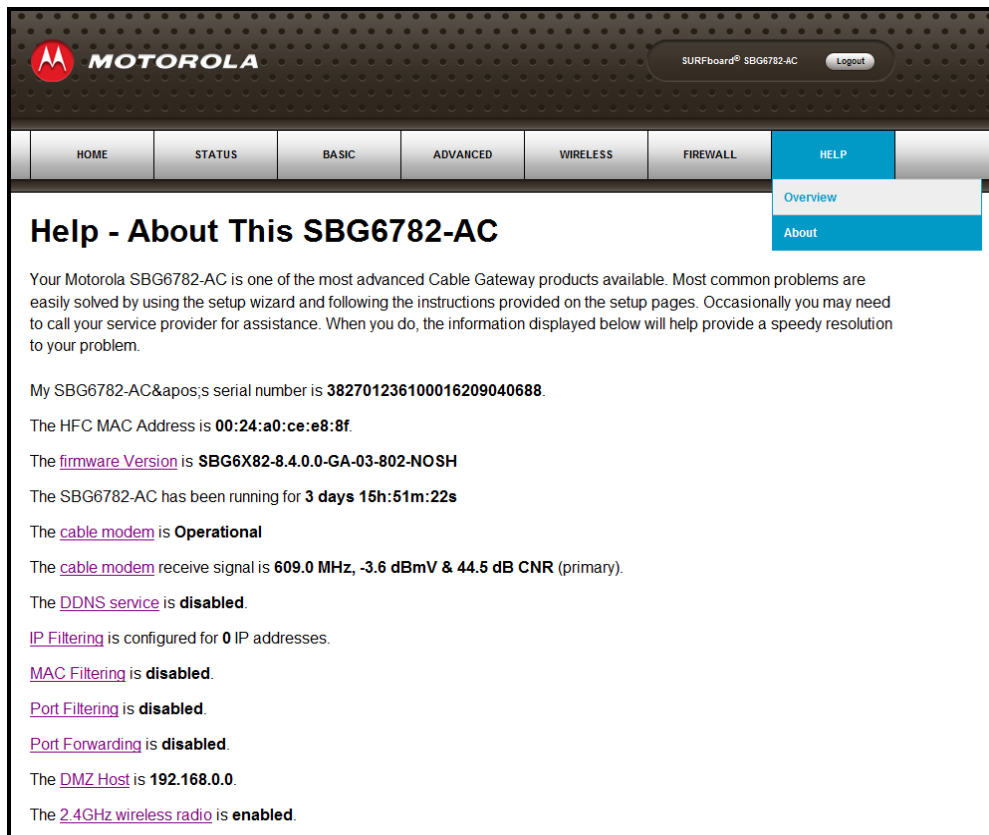 MOTOROLA
SURFboard® SBG6782-AC
Logout
HOME
STATUS
BASIC
ADVANCED
WIRELESS
FIREWALL
HELP
Overview
About
Help - About This SBG6782-AC
Your Motorola SBG6782-AC is one of the most advanced Cable Gateway products available. Most common problems are
easily solved by using the setup wizard and following the instructions provided on the setup pages. Occasionally you may need
to call your service provider for assistance. When you do, the information displayed below will help provide a speedy resolution
to your problem.
My SBG6782-AC&apos;s serial number is 382701236100016209040688.
The HFC MAC Address is 00:24:a0:ce:e8:8f.
The firmware Version is SBG6X82-8.4.0.0-GA-03-802-NOSH
The SBG6782-AC has been running for 3 days 15h:51m:22s
The cable modem is Operational
The cable modem receive signal is 609.0 MHz, -3.6 dBmV & 44.5 dB CNR (primary).
The DDNS service is disabled.
IP Filtering is configured for 0 IP addresses.
MAC Filtering is disabled.
Port Filtering is disabled.
Port Forwarding is disabled.
The DMZ Host is 192.168.0.0.
The 2.4GHz wireless radio is enabled.